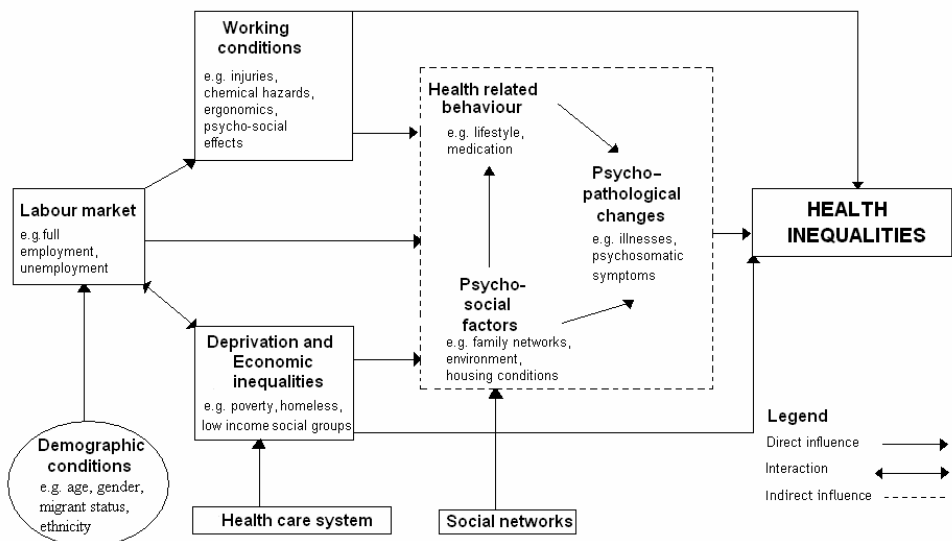 Working
conditions
e.g. injuries,
chemical hazards,
ergonomics,
psycho-social
effects
Health related
behaviour
e.g. lifestyle,
medication
Psycho-
pathological
changes
e.g. illnesses,
psychosomatic
symptoms
HEALTH
INEQUALITIES
Labour market
e.g. full
employment,
unemployment
Psycho-
social
factors
e.g. family networks,
environment,
housing conditions
Deprivation and
Economic
inequalities
e.g. poverty, homeless,
low income social groups
Demographic
conditions
e.g. age, gender,
migrant status,
ethnicity
Health care system
Social networks
Legend
Direct influence
Interaction
Indirect influence